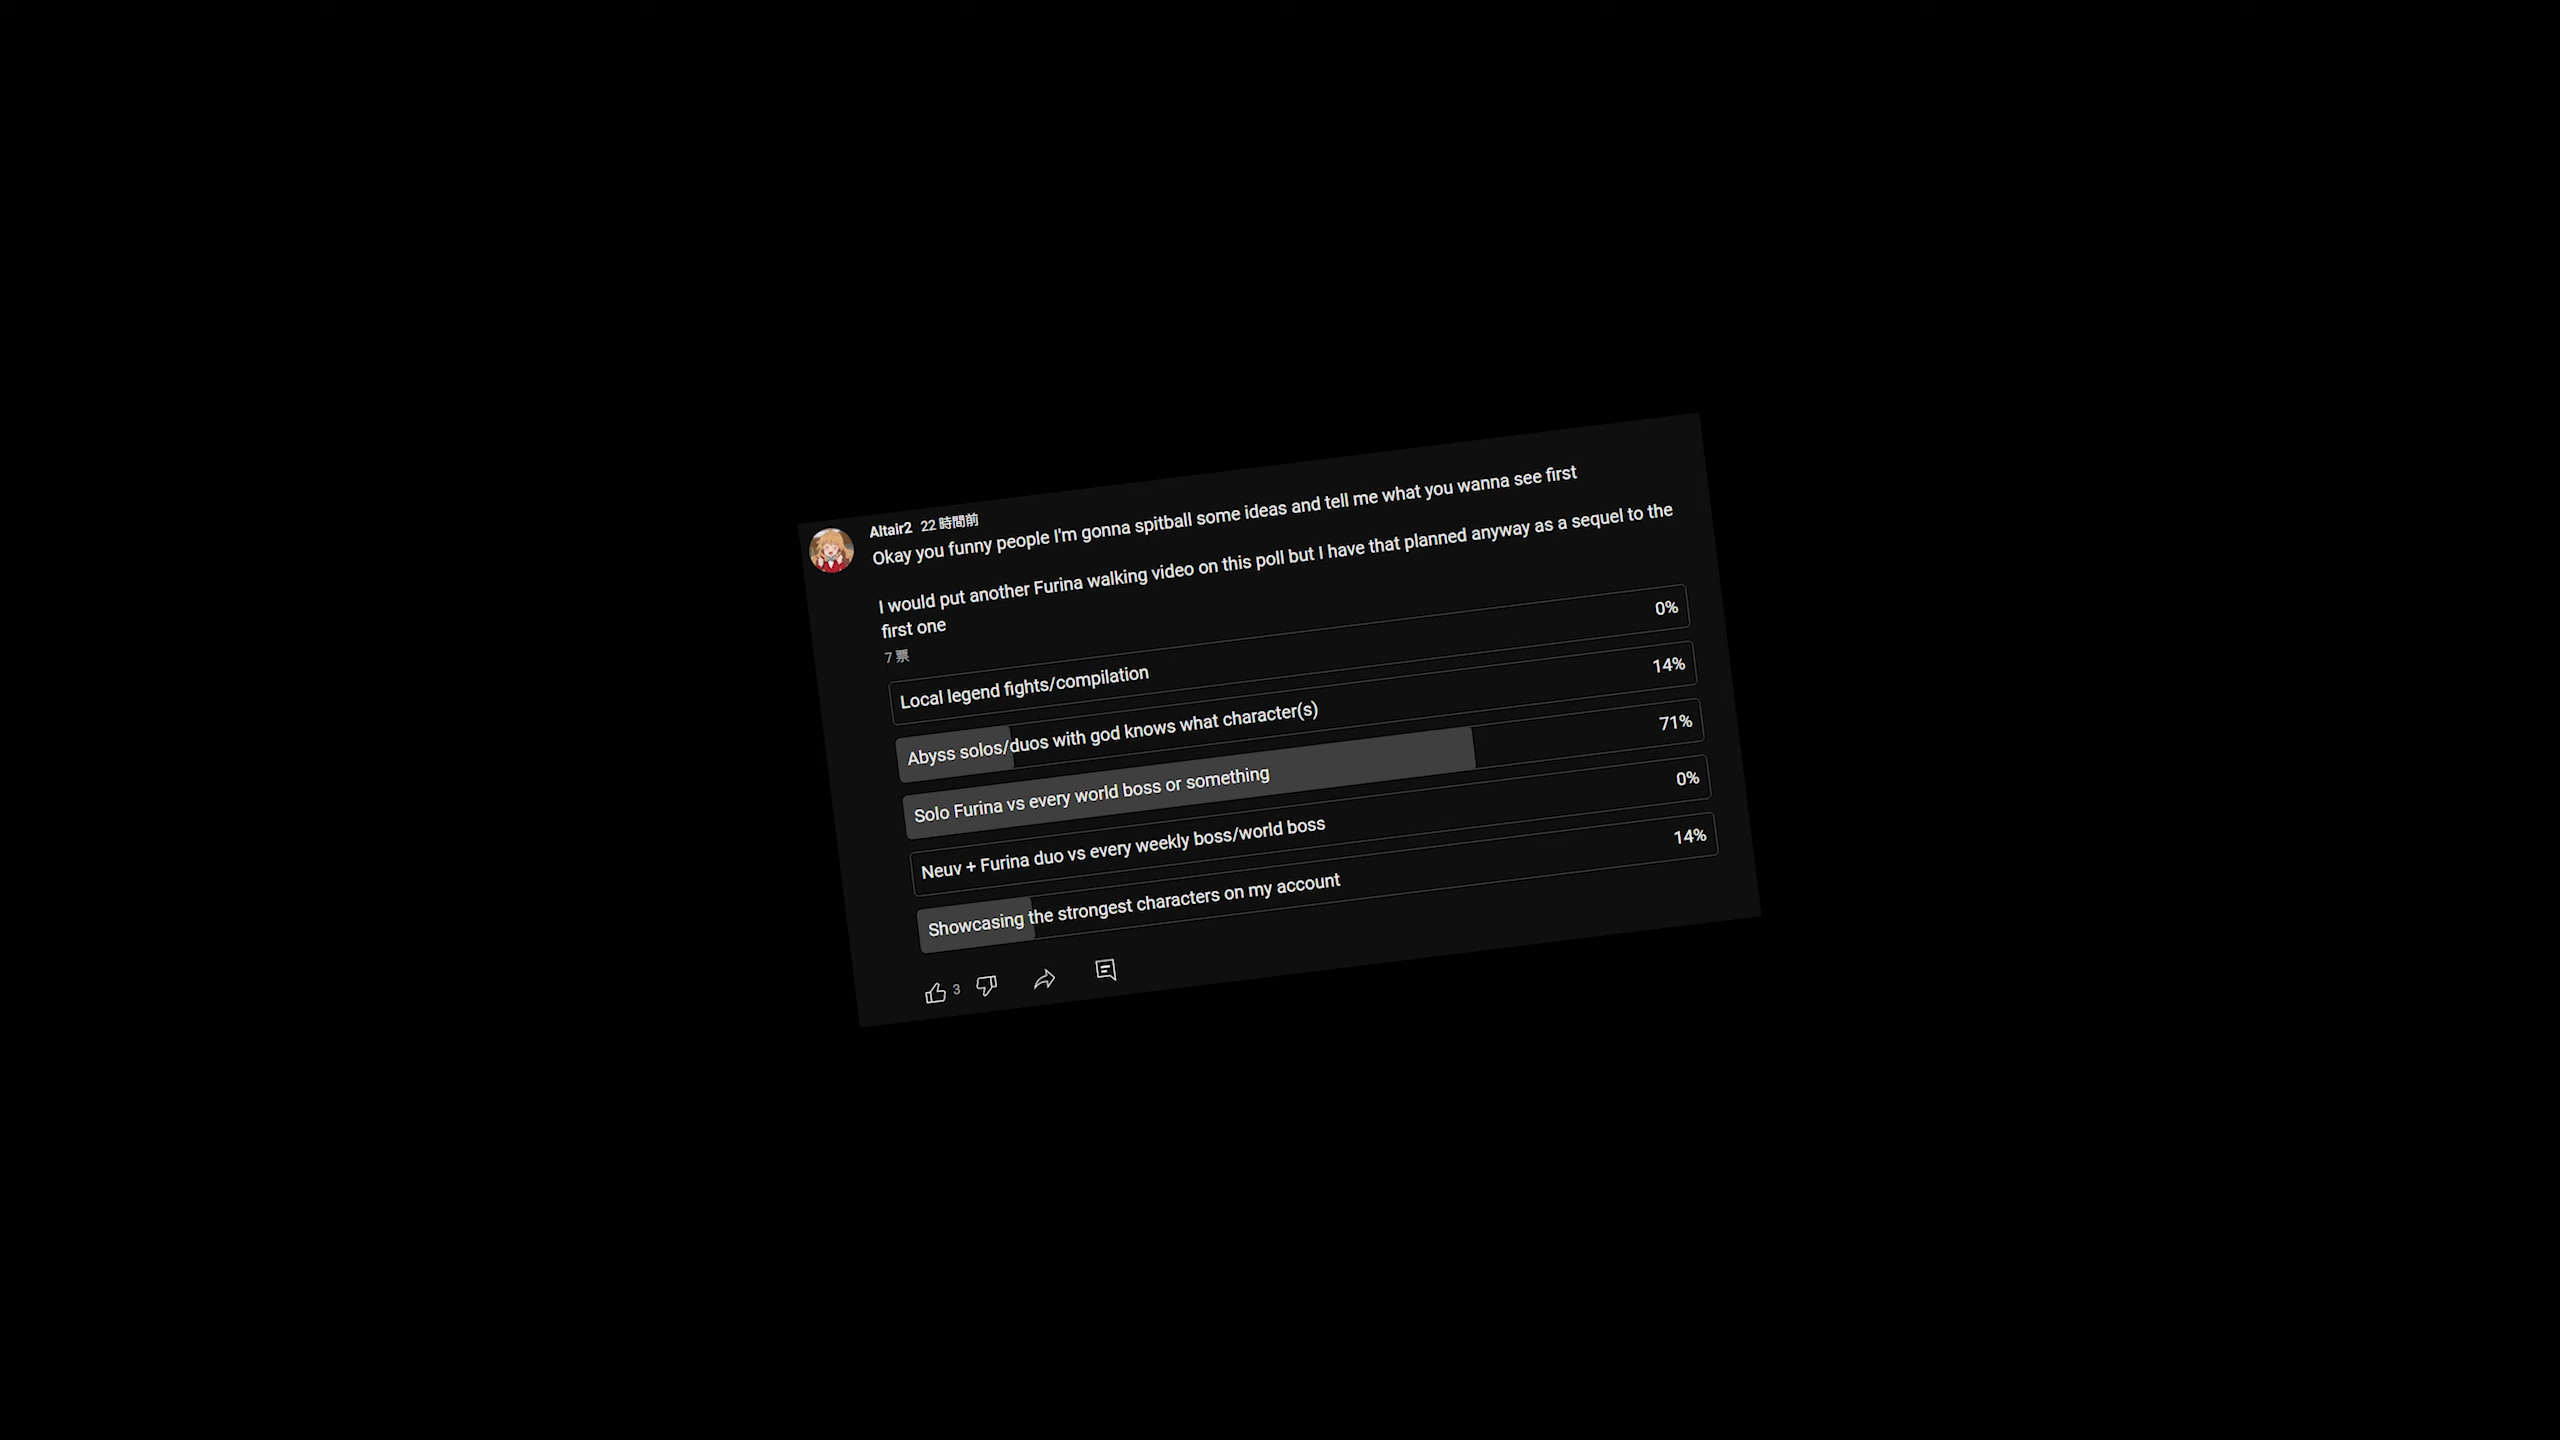 Altair2 22 時間前
Okay you funny people I'm gonna spitball some ideas and tell me what you wanna see first
I would put another Furina walking video on this poll but I have that planned anyway as a sequel to the
first one
7 票
Local legend fights/compilation 0%
Abyss solos/duos with god knows what character(s) 14%
Solo Furina vs every world boss or something 71%
Neuv + Furina duo vs every weekly boss/world boss 0%
Showcasing the strongest characters on my account 14%
3